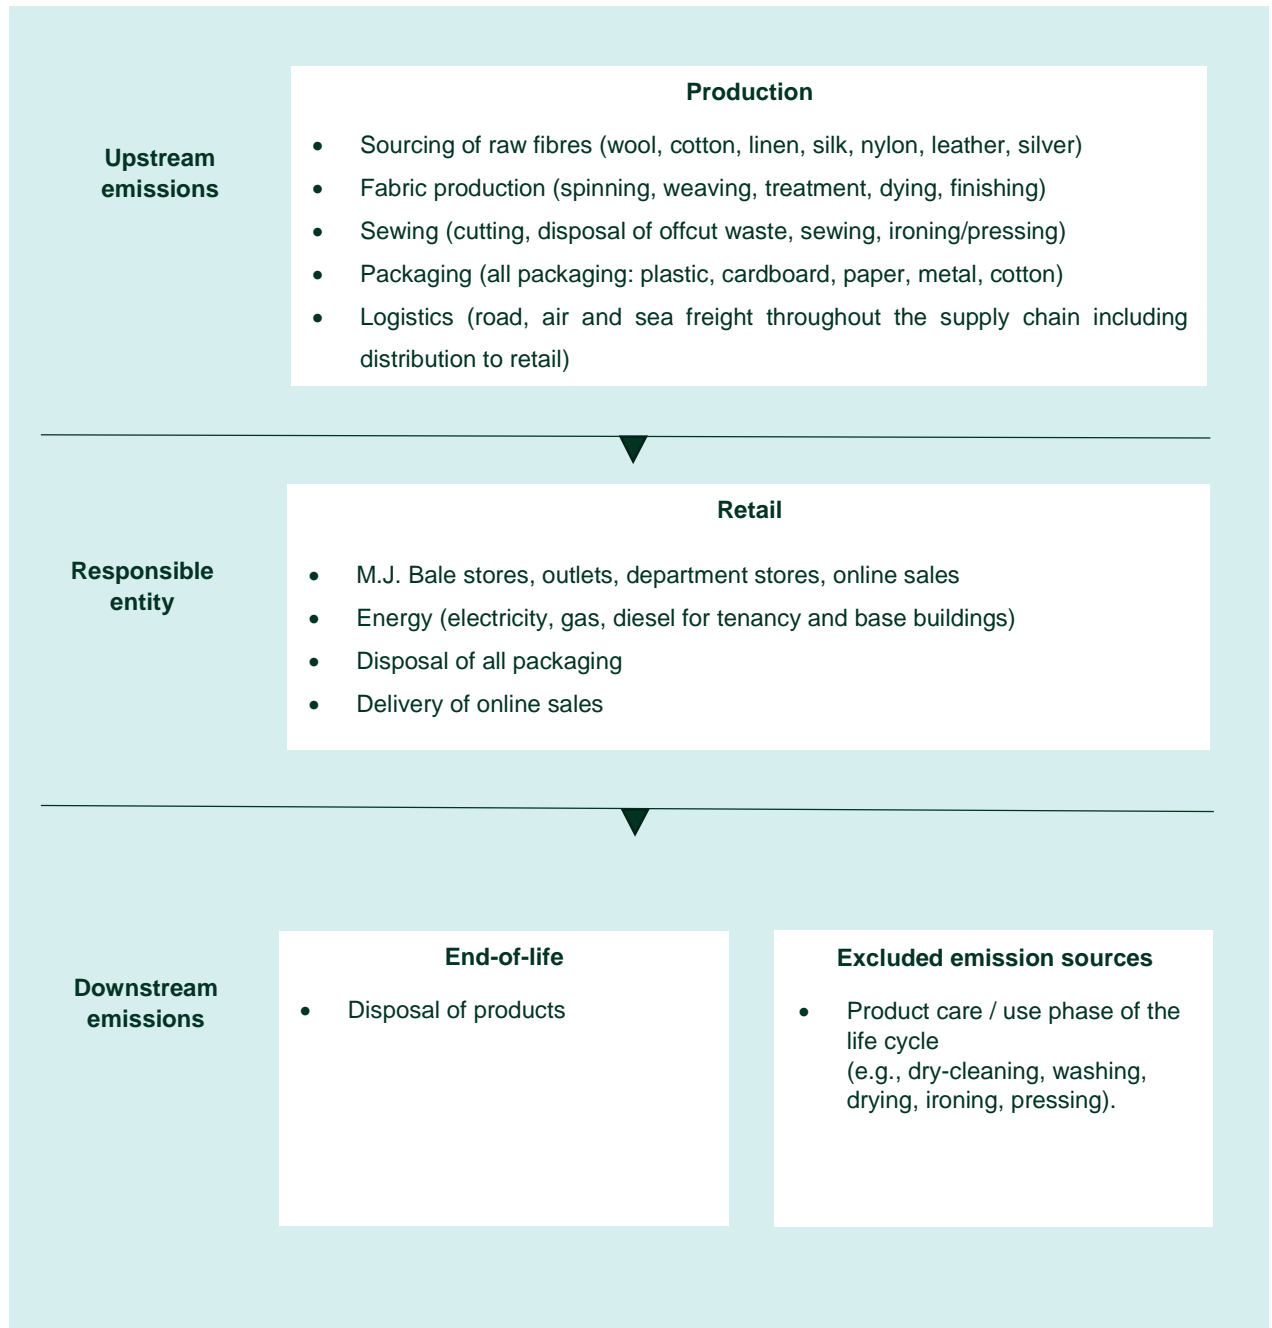 Production
Upstream
emissions
• Sourcing of raw fibres (wool, cotton, linen, silk, nylon, leather, silver)
• Fabric production (spinning, weaving, treatment, dying, finishing)
• Sewing (cutting, disposal of offcut waste, sewing, ironing/pressing)
• Packaging (all packaging: plastic, cardboard, paper, metal, cotton)
• Logistics (road, air and sea freight throughout the supply chain including
distribution to retail)
Retail
Responsible
entity
• M.J. Bale stores, outlets, department stores, online sales
• Energy (electricity, gas, diesel for tenancy and base buildings)
• Disposal of all packaging
• Delivery of online sales
Downstream
emissions
End-of-life
• Disposal of products
Excluded emission sources
• Product care / use phase of the
life cycle
(e.g., dry-cleaning, washing,
drying, ironing, pressing).